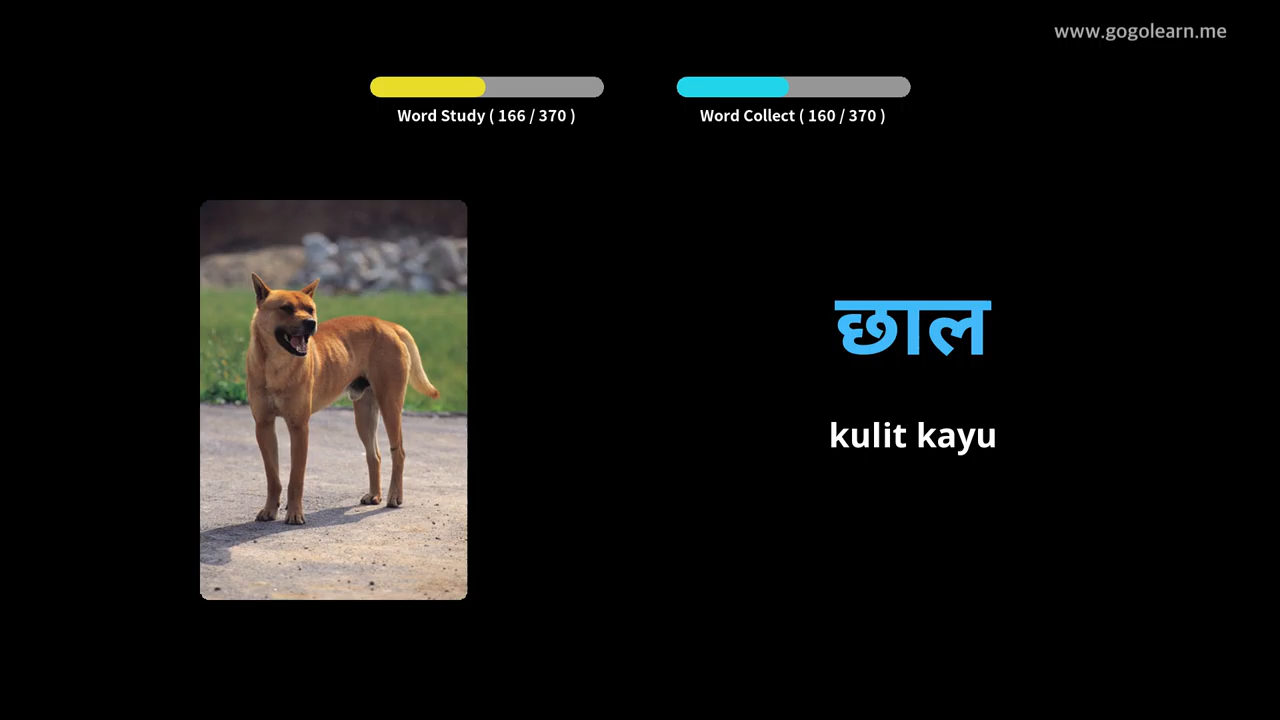 www.gogolearn.me
Word Study ( 166 / 370 )
Word Collect ( 160 / 370 )
छाल
kulit kayu